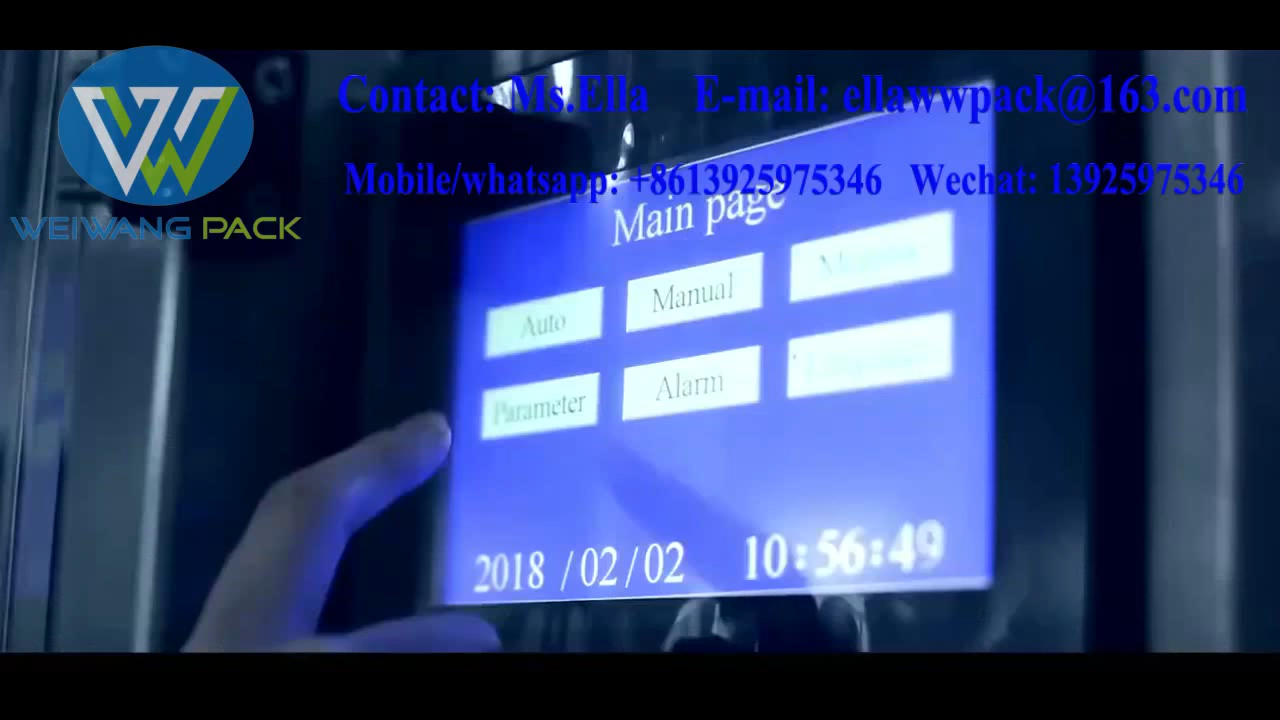 Contact: Ms.Ella E-mail: ellawwpack@163.com
Mobile/whatsapp: +8613925975346 Wechat: 13925975346
WEIWANG PACK
Main page
Auto Manual
Parameter Alarm
2018 / 02 / 02 10:56:49